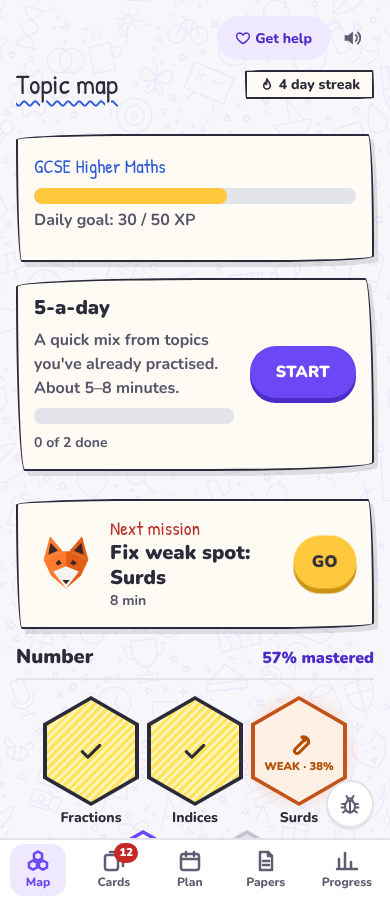 Get help
Topic map
4 day streak
GCSE Higher Maths
Daily goal: 30 / 50 XP
5-a-day
A quick mix from topics
you've already practised.
About 5–8 minutes.
START
0 of 2 done
Next mission
Fix weak spot:
Surds
8 min
GO
Number
57% mastered
WEAK · 38%
Fractions
Indices
Surds
12
Map
Cards
Plan
Papers
Progress